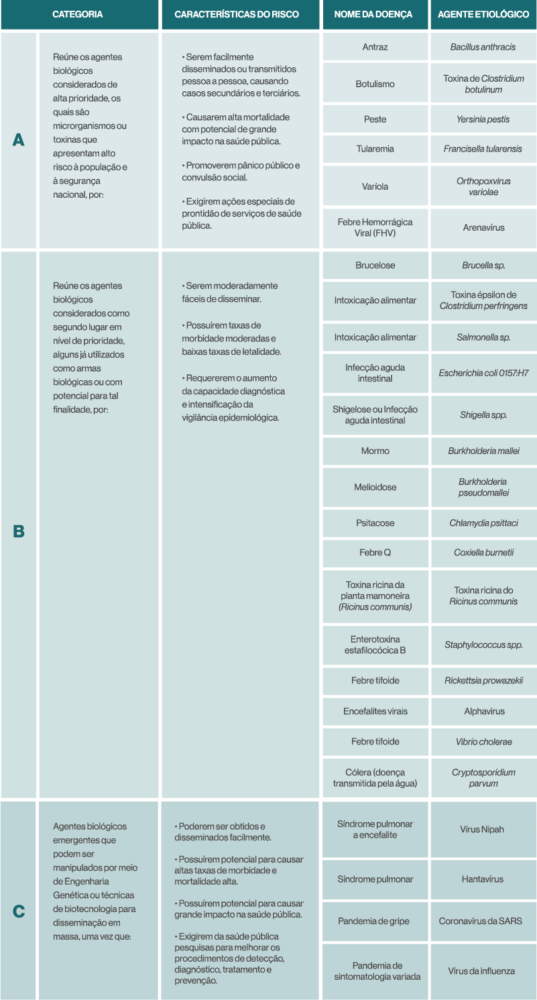 CATEGORIA
CARACTERÍSTICAS DO RISCO
NOME DA DOENÇA
AGENTE ETIOLÓGICO
A
Reúne os agentes
biológicos
considerados de
alta prioridade, os
quais são
microrganismos ou
toxinas que
apresentam alto
risco à população e
à segurança
nacional, por:
• Serem facilmente
disseminados ou transmitidos
pessoa a pessoa, causando
casos secundários e terciários.
• Causarem alta mortalidade
com potencial de grande
impacto na saúde pública.
• Promoverem pânico público e
convulsão social.
• Exigirem ações especiais de
prontidão de serviços de saúde
pública.
Antraz
Bacillus anthracis
Botulismo
Toxina de Clostridium
botulinum
Peste
Yersinia pestis
Tularemia
Francisella tularensis
Varíola
Orthopoxvirus
variolae
Febre Hemorrágica
Viral (FHV)
Arenavírus
B
Reúne os agentes
biológicos
considerados como
segundo lugar em
nível de prioridade,
alguns já utilizados
como armas
biológicas ou com
potencial para tal
finalidade, por:
• Serem moderadamente
fáceis de disseminar.
• Possuírem taxas de
morbidade moderadas e
baixas taxas de letalidade.
• Requererem o aumento
da capacidade diagnóstica
e intensificação da
vigilância epidemiológica.
Brucelose
Brucella sp.
Intoxicação alimentar
Toxina épsilon de
Clostridium perfringens
Intoxicação alimentar
Salmonella sp.
Infecção aguda
intestinal
Escherichia coli 0157:H7
Shigelose ou Infecção
aguda intestinal
Shigella spp.
Mormo
Burkholderia mallei
Melioidose
Burkholderia
pseudomallei
Psitacose
Chlamydia psittaci
Febre Q
Coxiella burnetii
Toxina ricina da
planta mamoneira
(Ricinus communis)
Toxina ricina do
Ricinus communis
Enterotoxina
estafilocócica B
Staphylococcus spp.
Febre tifoide
Rickettsia prowazekii
Encefalites virais
Alphavirus
Febre tifoide
Vibrio cholerae
Cólera (doença
transmitida pela água)
Cryptosporidium
parvum
C
Agentes biológicos
emergentes que
podem ser
manipulados por meio
de Engenharia
Genética ou técnicas
de biotecnologia para
disseminação em
massa, uma vez que:
• Poderem ser obtidos e
disseminados facilmente.
• Possuírem potencial para causar
altas taxas de morbidade e
mortalidade alta.
• Possuírem potencial para causar
grande impacto na saúde pública.
• Exigirem da saúde pública
pesquisas para melhorar os
procedimentos de detecção,
diagnóstico, tratamento e
prevenção.
Síndrome pulmonar
a encefalite
Vírus Nipah
Síndrome pulmonar
Hantavírus
Pandemia de gripe
Coronavírus da SARS
Pandemia de
sintomatologia variada
Vírus da influenza